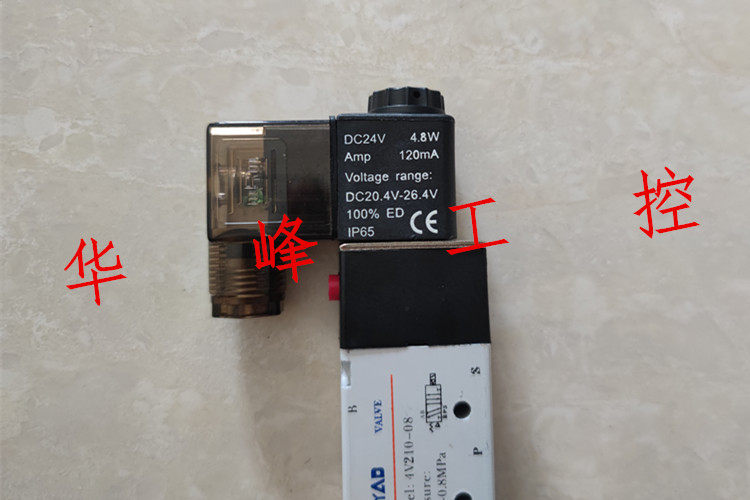 DC24V 4.8W
Amp 120mA
Voltage range:
DC20.4V-26.4V
100% ED
IP65 CE
华峰工控
B
VALVE
4V210-08
0.8MPa
S
P